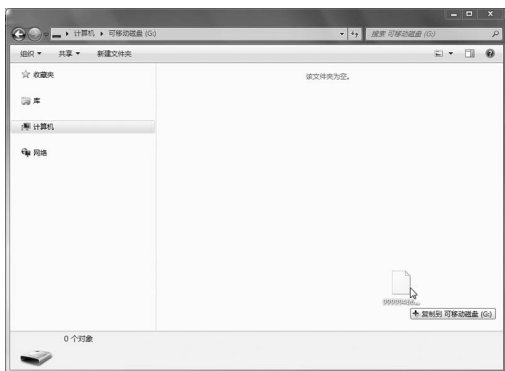 计算机 ▸ 可移动磁盘 (G:)
搜索 可移动磁盘 (G:)
组织 共享 新建文件夹
收藏夹
该文件夹为空。
库
计算机
网络
复制到 可移动磁盘 (G:)
0 个对象